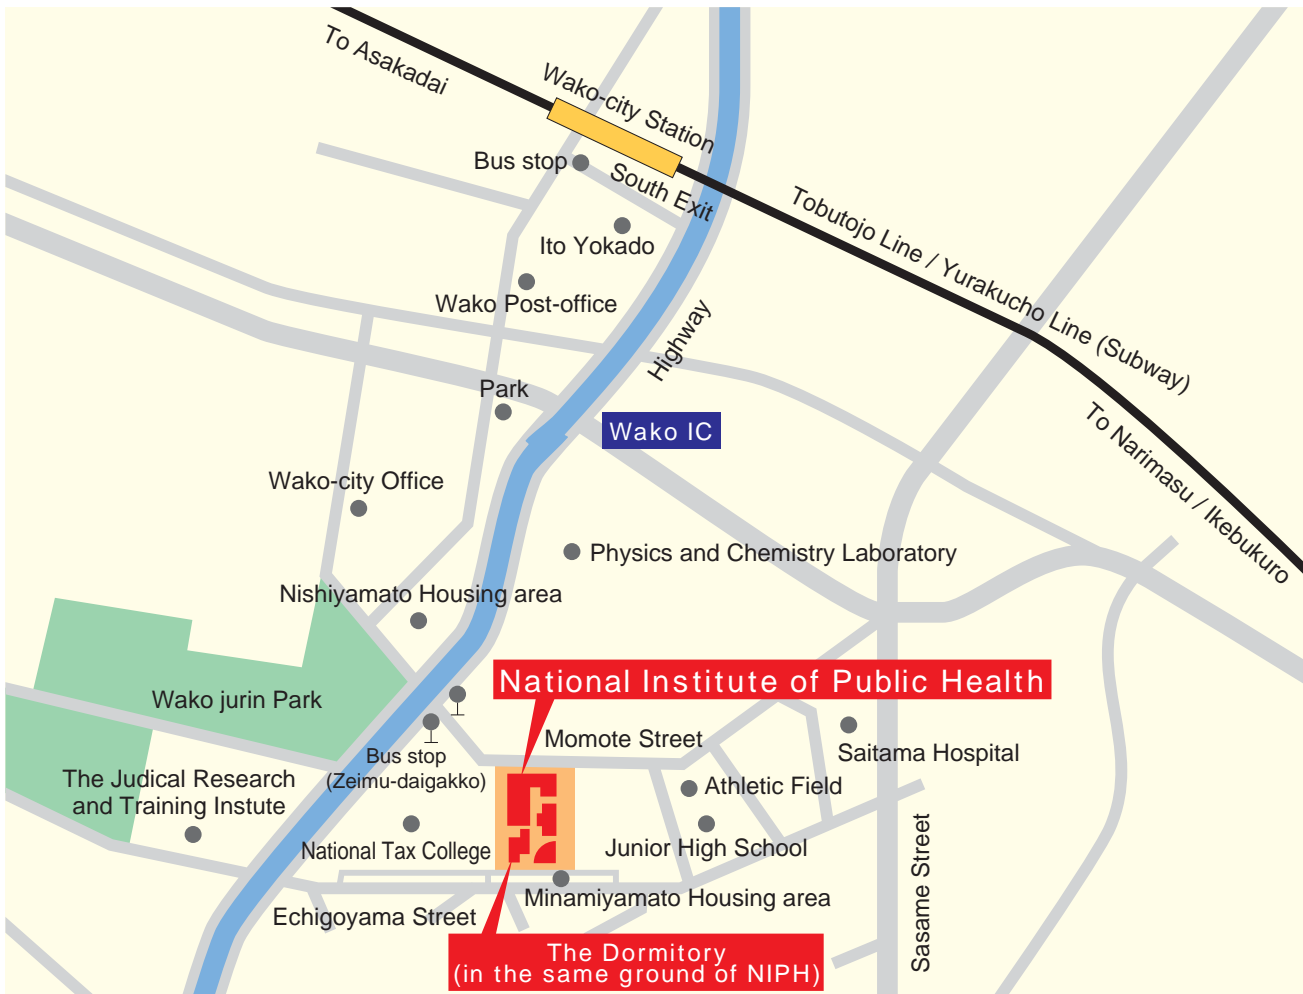 To Asakadai
Wako-city Station
Bus stop
South Exit
Ito Yokado
Tobutojo Line / Yurakucho Line (Subway)
Wako Post-office
Highway
Park
Wako IC
To Narimasu / Ikebukuro
Wako-city Office
Physics and Chemistry Laboratory
Nishiyamato Housing area
National Institute of Public Health
Wako jurin Park
Momote Street
Saitama Hospital
Bus stop
(Zeimu-daigakko)
The Judical Research
and Training Instute
Athletic Field
National Tax College
Junior High School
Sasame Street
Minamiyamato Housing area
Echigoyama Street
The Dormitory
(in the same ground of NIPH)